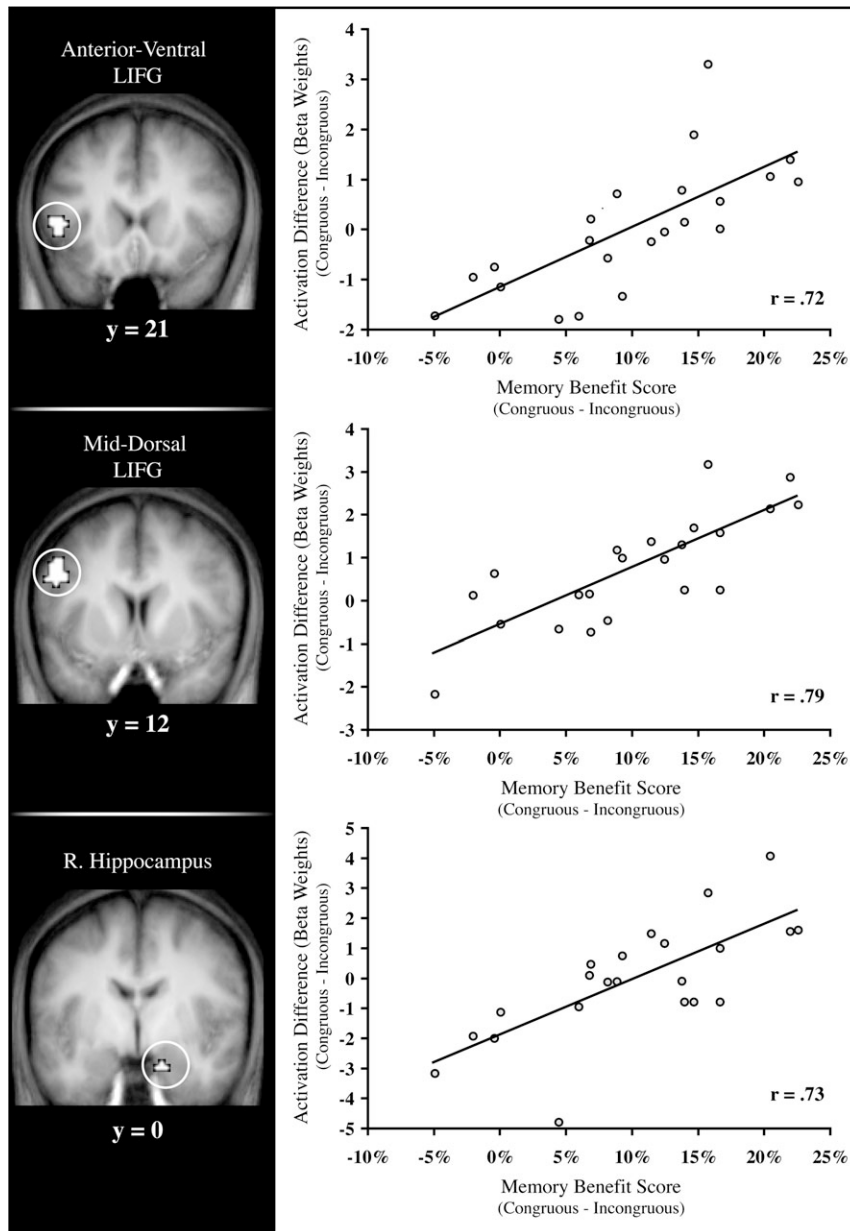 Anterior-Ventral
LIFG
y = 21
Activation Difference (Beta Weights)
(Congruous - Incongruous)
4
3
2
1
0
-1
-2
r = .72
-10% -5% 0% 5% 10% 15% 20% 25%
Memory Benefit Score
(Congruous - Incongruous)
Mid-Dorsal
LIFG
y = 12
Activation Difference (Beta Weights)
(Congruous - Incongruous)
4
3
2
1
0
-1
-2
-3
r = .79
-10% -5% 0% 5% 10% 15% 20% 25%
Memory Benefit Score
(Congruous - Incongruous)
R. Hippocampus
y = 0
Activation Difference (Beta Weights)
(Congruous - Incongruous)
5
4
3
2
1
0
-1
-2
-3
-4
-5
r = .73
-10% -5% 0% 5% 10% 15% 20% 25%
Memory Benefit Score
(Congruous - Incongruous)